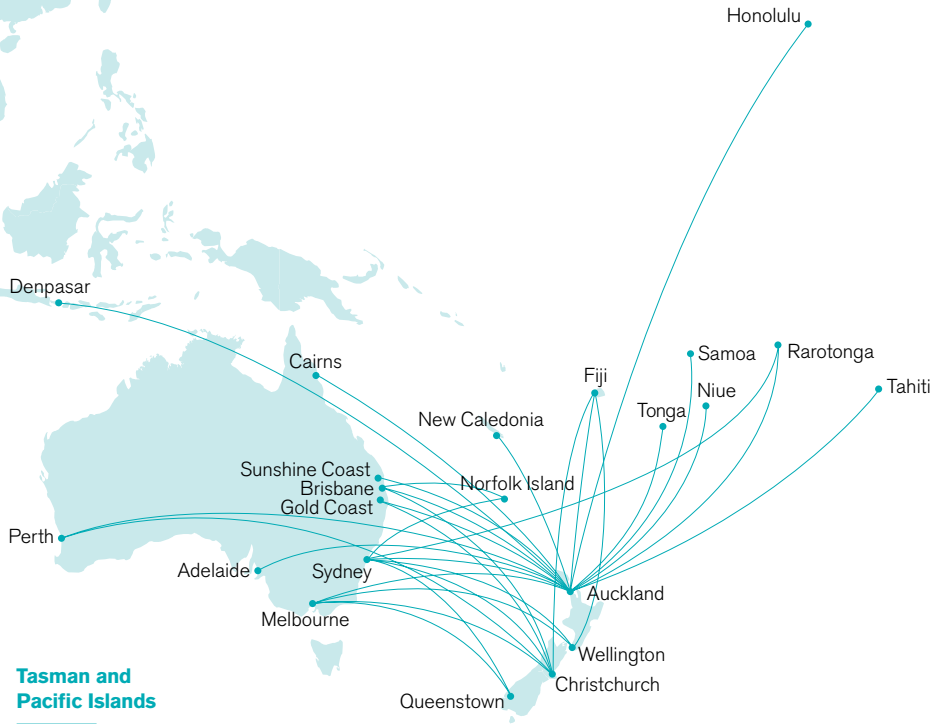 Honolulu
Denpasar
Samoa
Rarotonga
Cairns
Fiji
Tahiti
Niue
Tonga
New Caledonia
Sunshine Coast
Norfolk Island
Brisbane
Gold Coast
Perth
Adelaide
Sydney
Auckland
Melbourne
Wellington
Tasman and
Pacific Islands
Christchurch
Queenstown